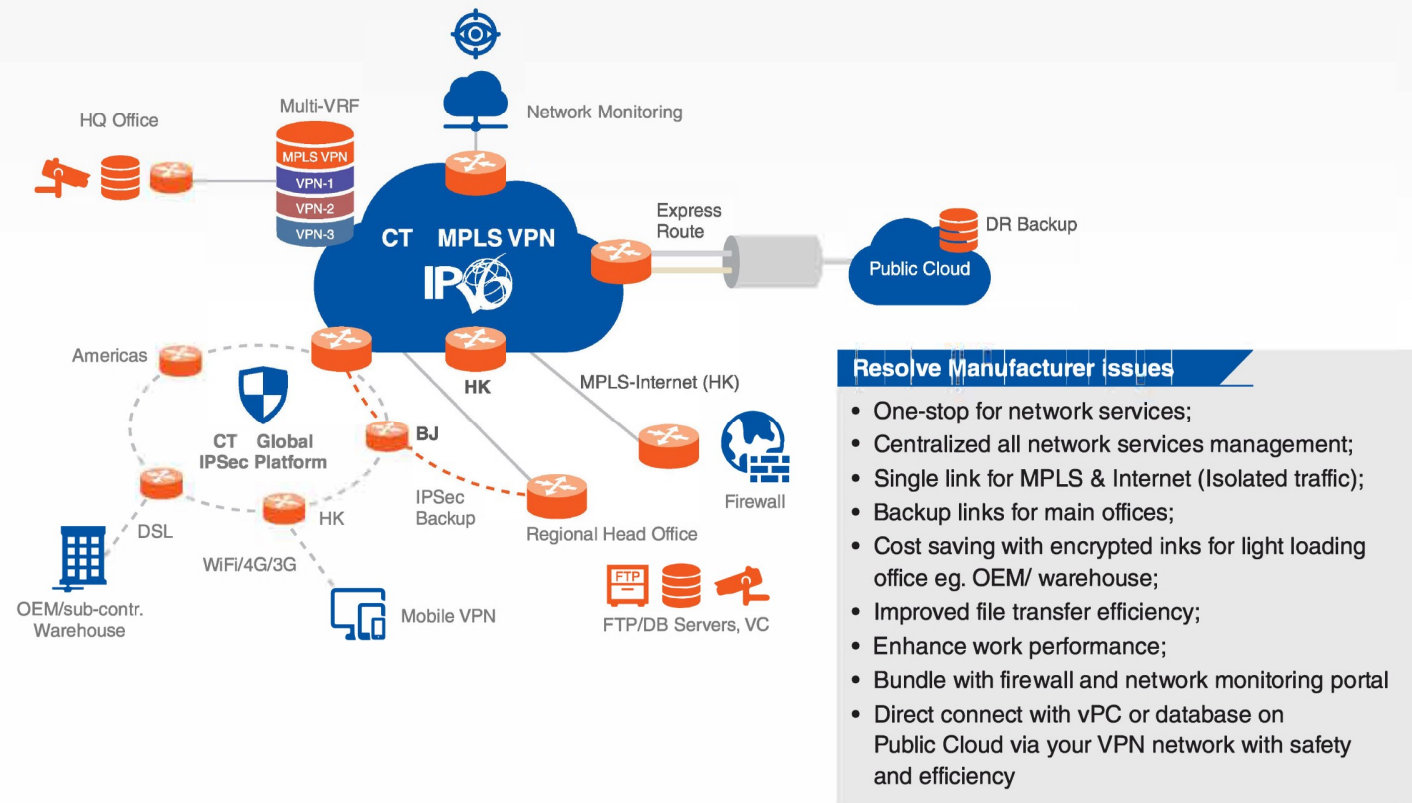 Network Monitoring
Multi-VRF
HQ Office
MPLS VPN
VPN-1
VPN-2
VPN-3
CT MPLS VPN
IPv6
Express
Route
DR Backup
Public Cloud
Americas
HK
MPLS-Internet (HK)
CT Global
IPSec Platform
BJ
IPSec
Backup
Firewall
DSL
HK
Regional Head Office
WiFi/4G/3G
OEM/sub-contr.
Warehouse
Mobile VPN
FTP
FTP/DB Servers, VC
Resolve Manufacturer issues
• One-stop for network services;
• Centralized all network services management;
• Single link for MPLS & Internet (Isolated traffic);
• Backup links for main offices;
• Cost saving with encrypted inks for light loading
office eg. OEM/ warehouse;
• Improved file transfer efficiency;
• Enhance work performance;
• Bundle with firewall and network monitoring portal
• Direct connect with vPC or database on
Public Cloud via your VPN network with safety
and efficiency